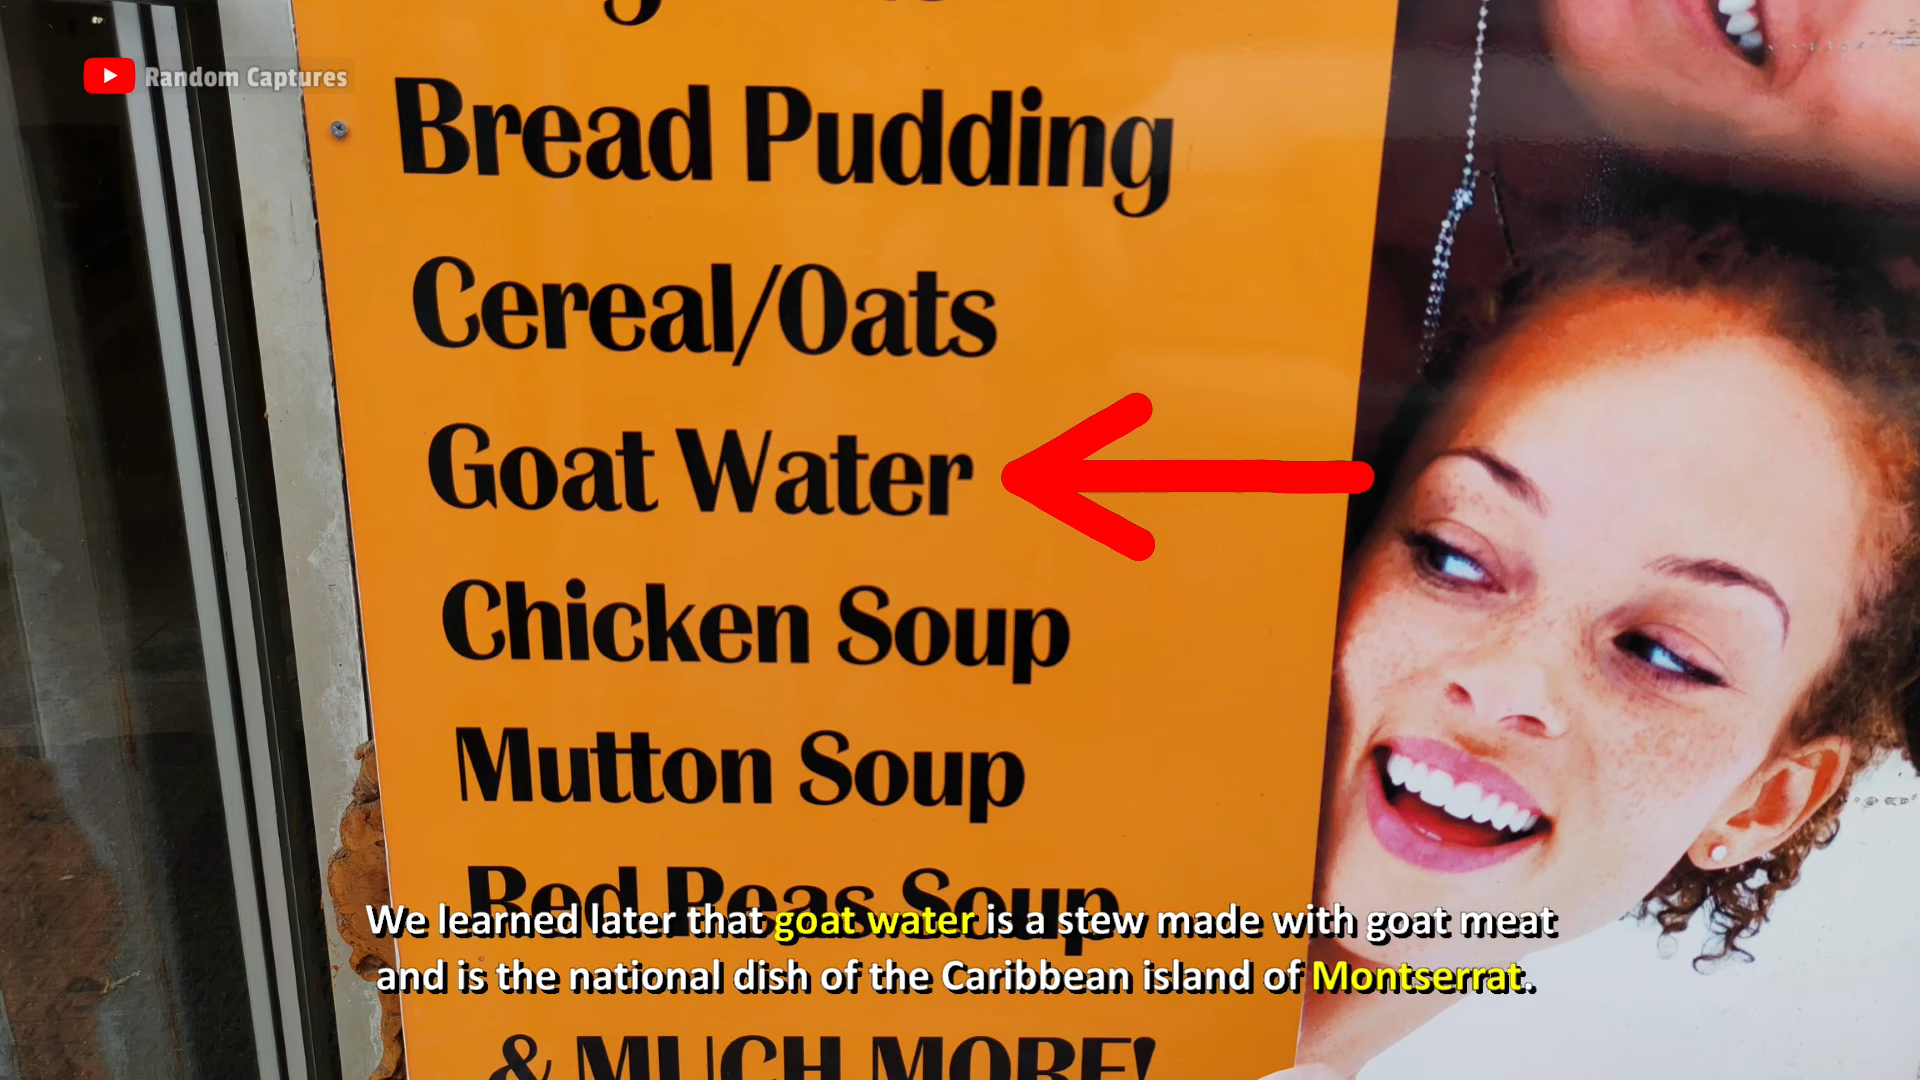 Random Captures
Bread Pudding
Cereal/Oats
Goat Water
Chicken Soup
Mutton Soup
Red Peas Soup
We learned later that goat water is a stew made with goat meat
and is the national dish of the Caribbean island of Montserrat.
& MUCH MORE!